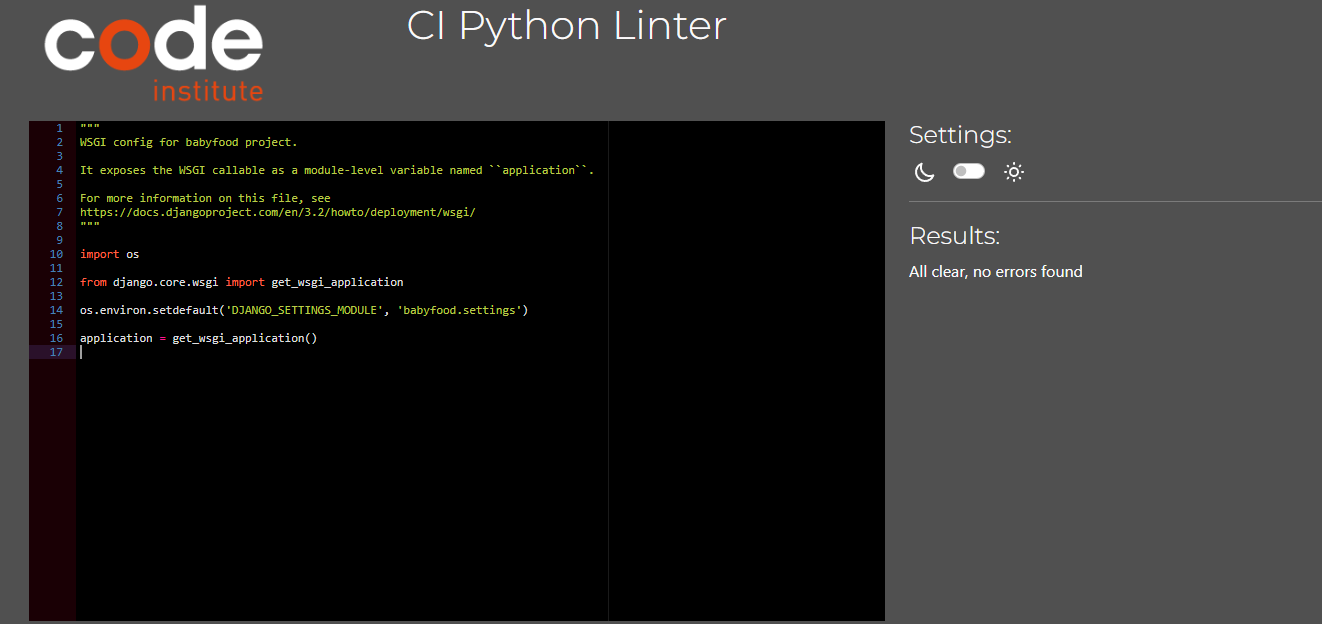 code
institute
CI Python Linter
1 """
2 WSGI config for babyfood project.
3
4 It exposes the WSGI callable as a module-level variable named ``application``.
5
6 For more information on this file, see
7 https://docs.djangoproject.com/en/3.2/howto/deployment/wsgi/
8 """
9
10 import os
11
12 from django.core.wsgi import get_wsgi_application
13
14 os.environ.setdefault('DJANGO_SETTINGS_MODULE', 'babyfood.settings')
15
16 application = get_wsgi_application()
17
Settings:
Results:
All clear, no errors found